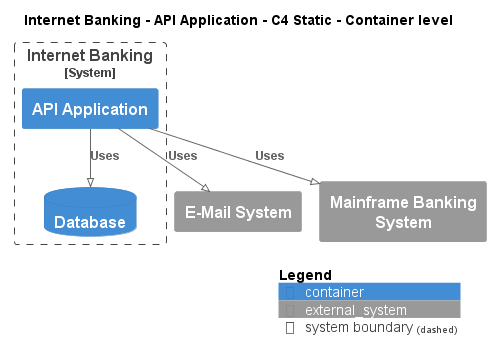 Internet Banking - API Application - C4 Static - Container level
Internet Banking
[System]
API Application
Uses
Uses
Uses
Database
E-Mail System
Mainframe Banking
System
Legend
container
external_system
system boundary (dashed)